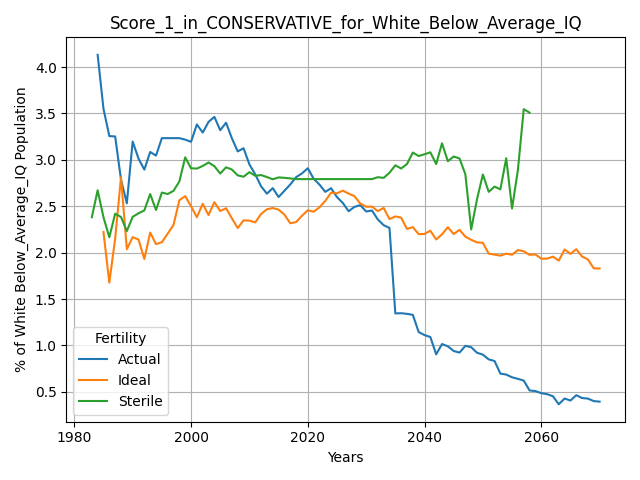 Score_1_in_CONSERVATIVE_for_White_Below_Average_IQ
% of White Below_Average_IQ Population
4.0
3.5
3.0
2.5
2.0
1.5
1.0
0.5
Fertility
Actual
Ideal
Sterile
1980
2000
2020
2040
2060
Years